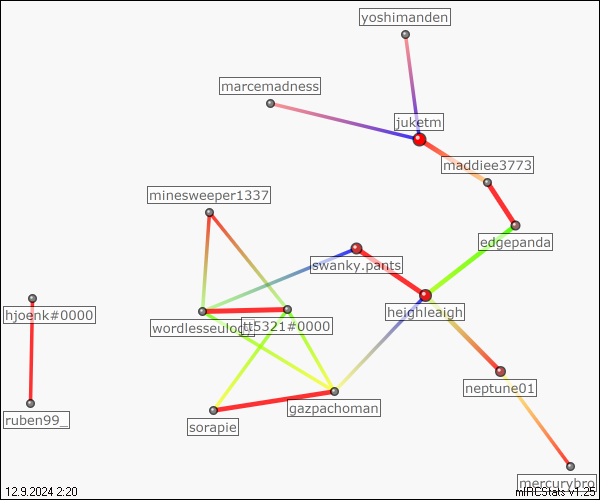 yoshimanden
marcemadness
juketm
maddiee3773
minesweeper1337
edgepanda
swanky.pants
hjoenk#0000
heighleaigh
tt5321#0000
neptune01
gazpachoman
ruben99_
sorapie
mercurybro
12.9.2024 2:20
mIRCStats v1.25